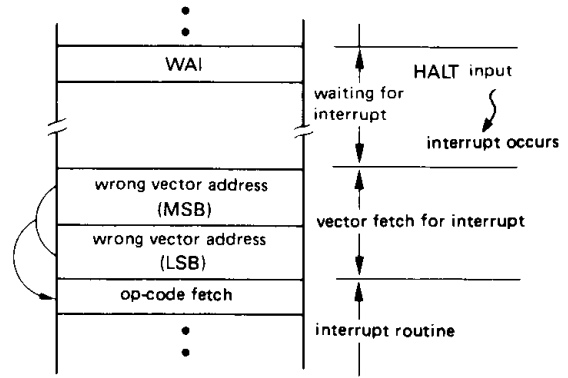 WAI
HALT input
waiting for
interrupt
interrupt occurs
wrong vector address
(MSB)
vector fetch for interrupt
wrong vector address
(LSB)
op-code fetch
interrupt routine